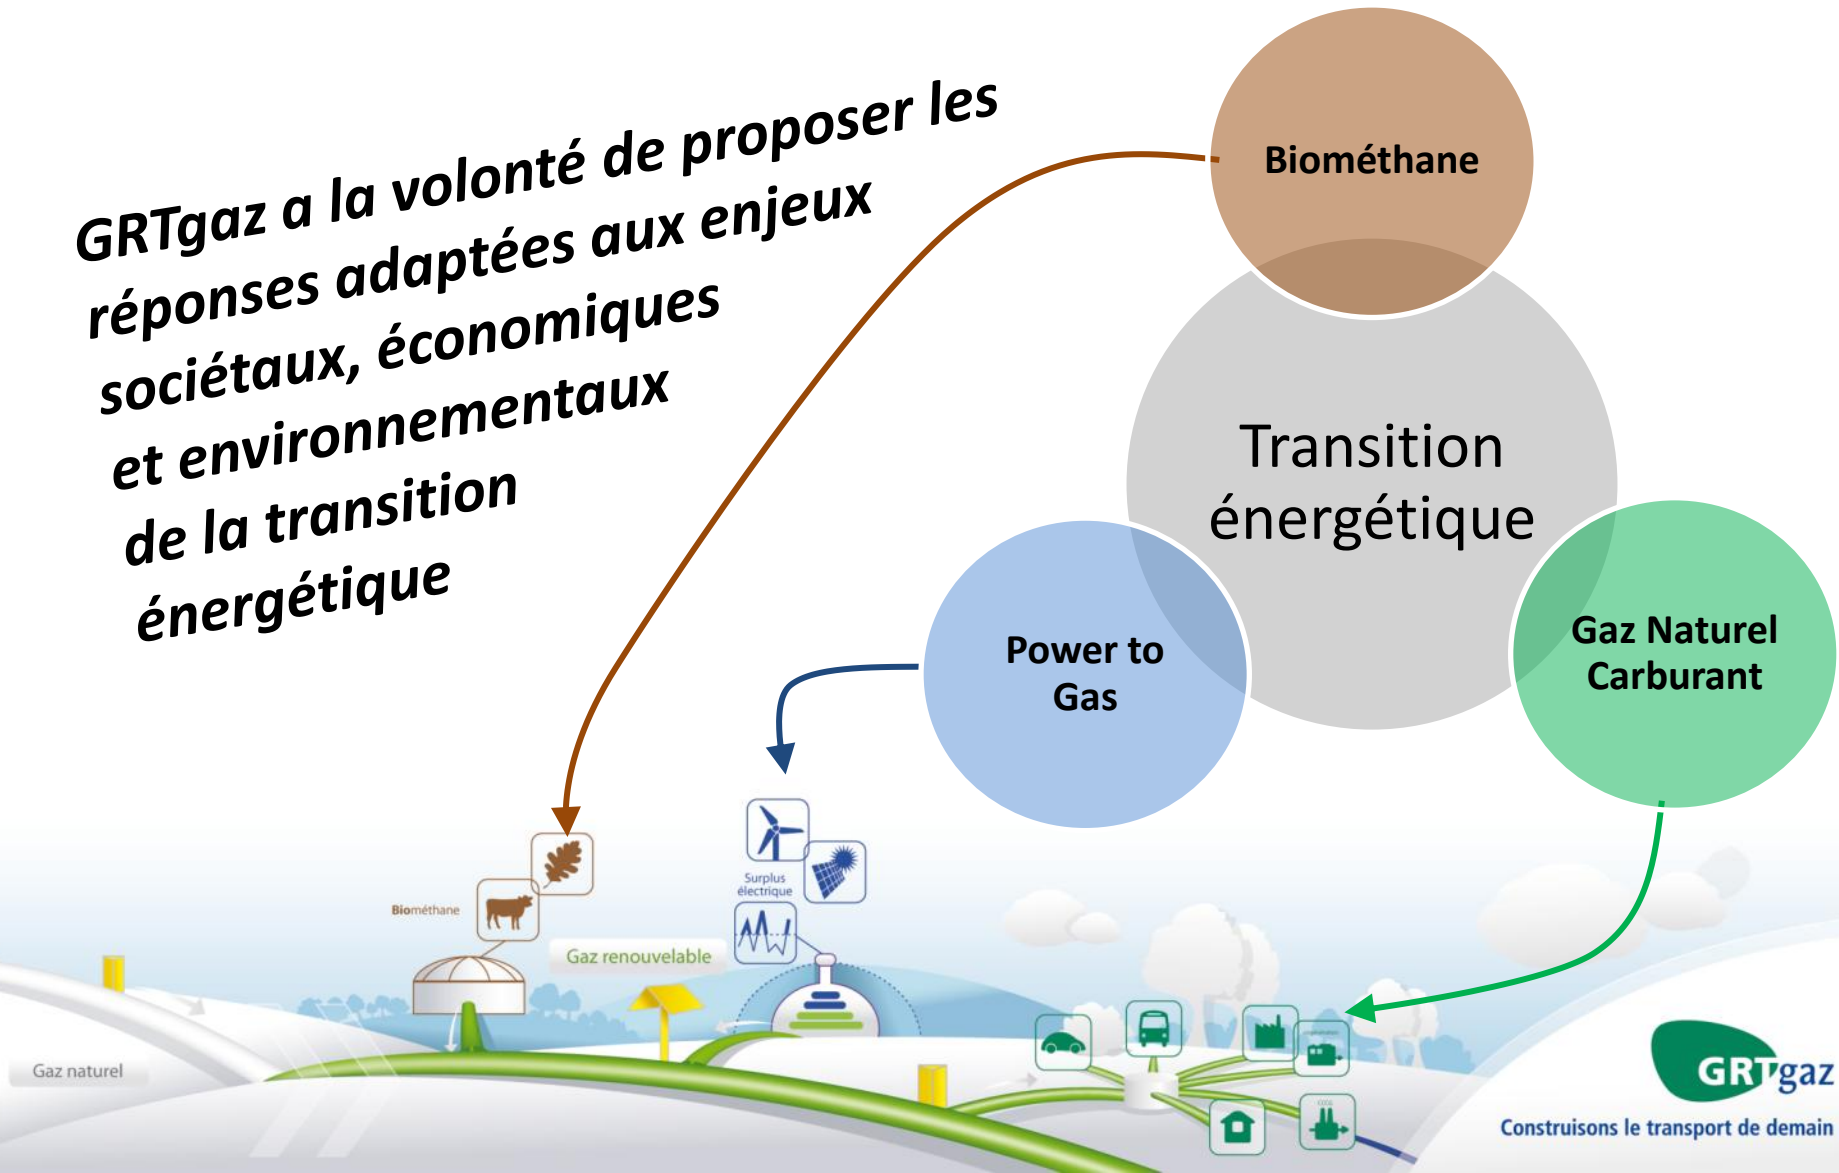 GRTgaz a la volonté de proposer les
réponses adaptées aux enjeux
sociétaux, économiques
et environnementaux
de la transition
énergétique
Biométhane
Transition
énergétique
Power to
Gas
Gaz Naturel
Carburant
Biométhane
Surplus
électrique
Gaz renouvelable
Gaz naturel
GRTgaz
Construisons le transport de demain